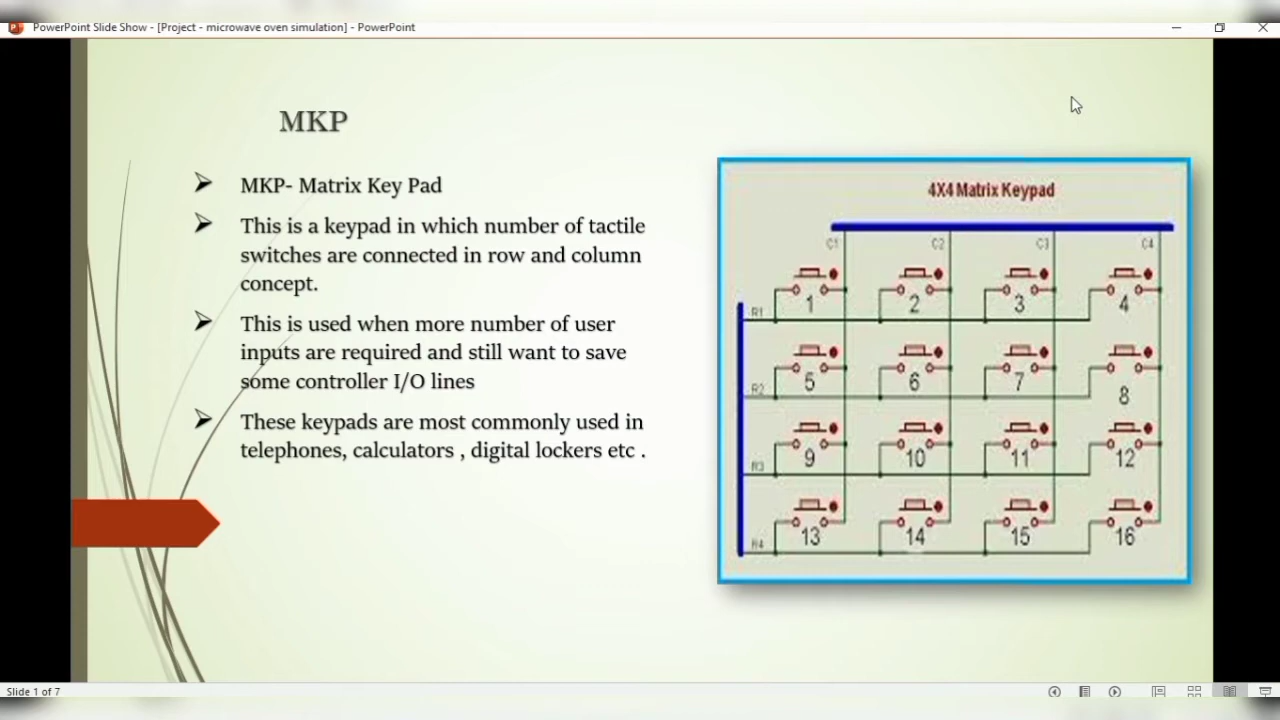 PowerPoint Slide Show - [Project - microwave oven simulation] - PowerPoint
MKP
MKP- Matrix Key Pad
This is a keypad in which number of tactile
switches are connected in row and column
concept.
This is used when more number of user
inputs are required and still want to save
some controller I/O lines
These keypads are most commonly used in
telephones, calculators , digital lockers etc .
4X4 Matrix Keypad
C1 C2 C3 C4
1 2 3 4
R1
5 6 7 8
R2
9 10 11 12
R3
13 14 15 16
R4
Slide 1 of 7